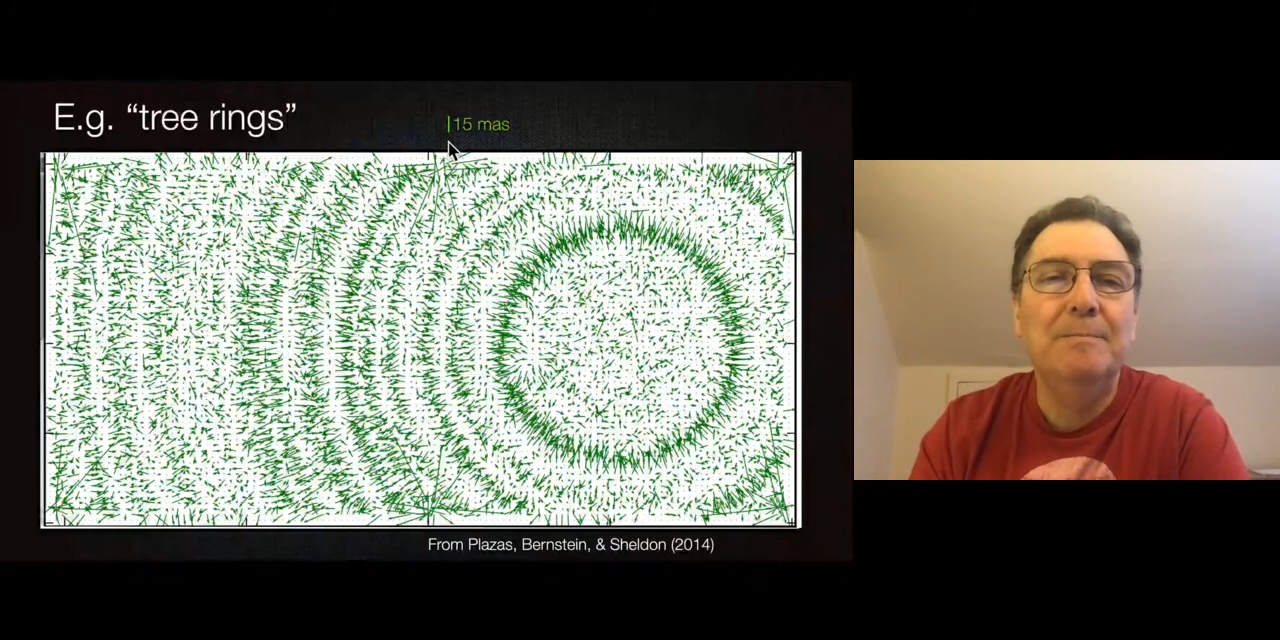 E.g. “tree rings”
15 mas
From Plazas, Bernstein, & Sheldon (2014)